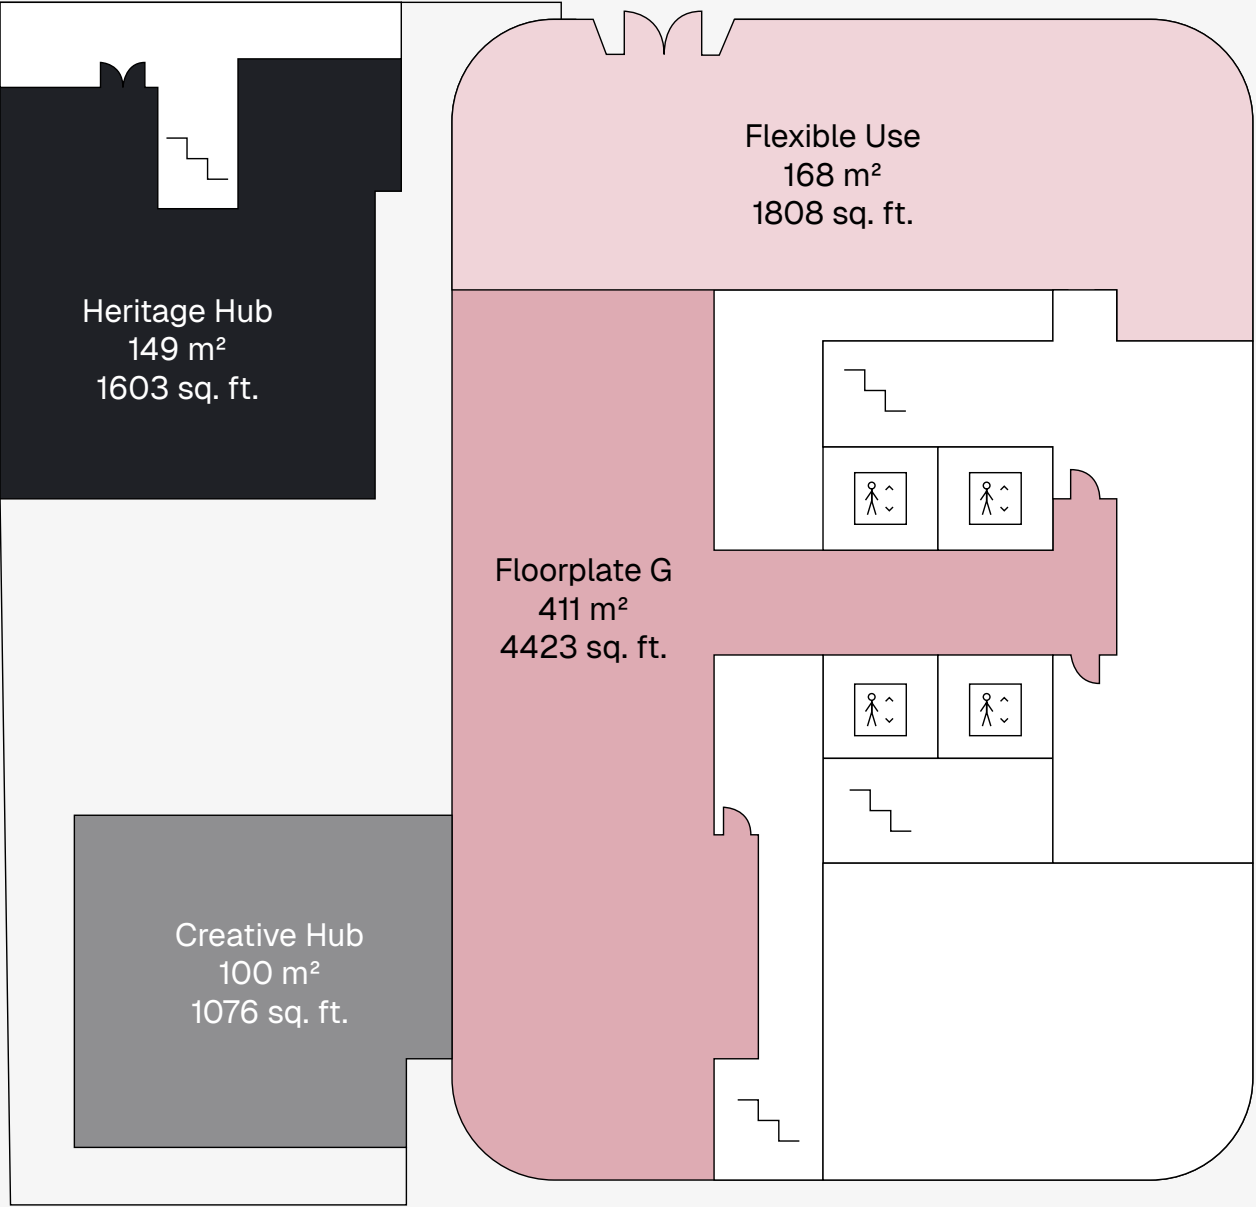 Flexible Use
168 m²
1808 sq. ft.
Heritage Hub
149 m²
1603 sq. ft.
Floorplate G
411 m²
4423 sq. ft.
Creative Hub
100 m²
1076 sq. ft.